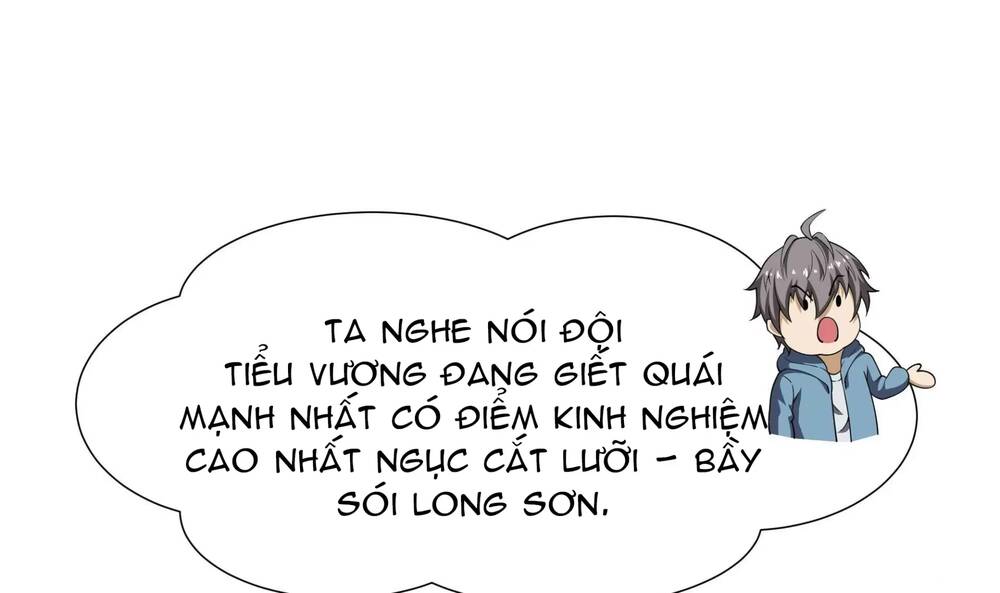 TA NGHE NÓI ĐỘI
TIỂU VƯƠNG ĐANG GIẾT QUÁI
MẠNH NHẤT CÓ ĐIỂM KINH NGHIỆM
CAO NHẤT NGỤC CẮT LƯỠI - BẦY
SÓI LONG SƠN.